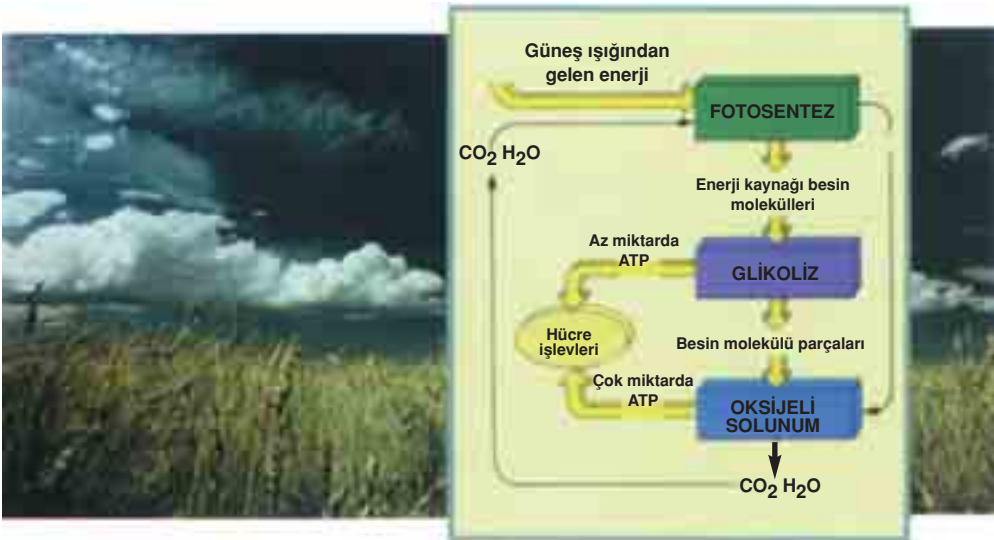 Güneş ışığından
gelen enerji
FOTOSENTEZ
CO2 H2O
Enerji kaynağı besin
molekülleri
Az miktarda
ATP
GLİKOLİZ
Hücre
işlevleri
Besin molekülü parçaları
Çok miktarda
ATP
OKSİJELİ
SOLUNUM
CO2 H2O